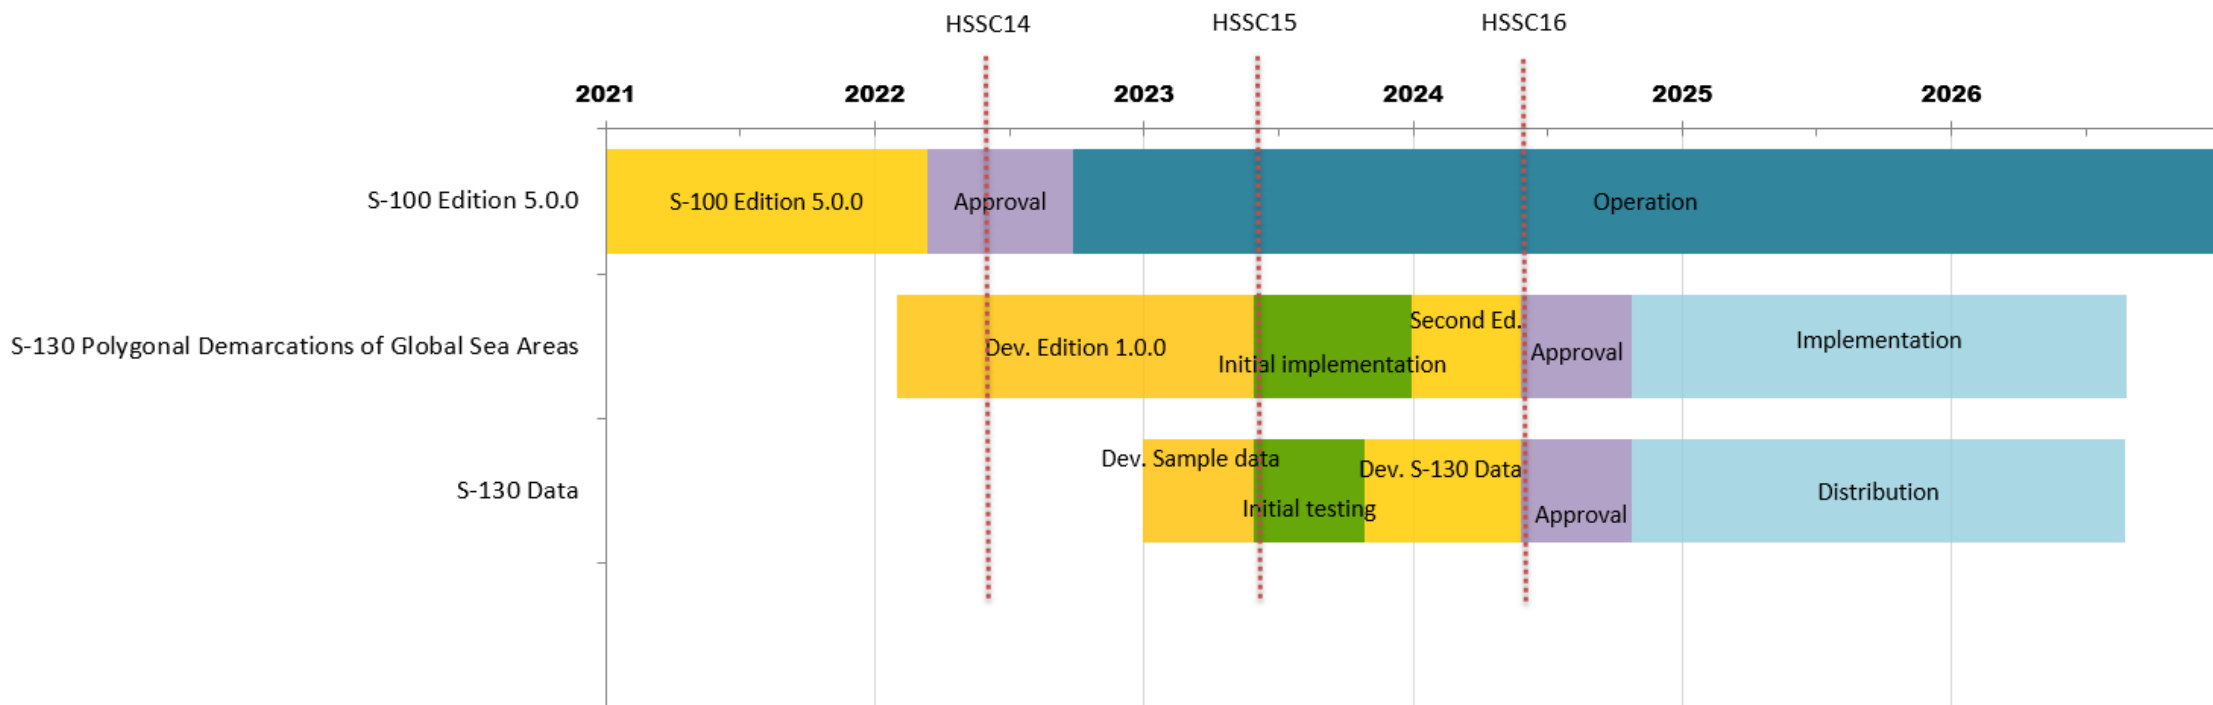 HSSC14
HSSC15
HSSC16
2021
2022
2023
2024
2025
2026
S-100 Edition 5.0.0
S-100 Edition 5.0.0
Approval
Operation
S-130 Polygonal Demarcations of Global Sea Areas
Dev. Edition 1.0.0
Initial implementation
Second Ed.
Approval
Implementation
S-130 Data
Dev. Sample data
Initial testing
Dev. S-130 Data
Approval
Distribution